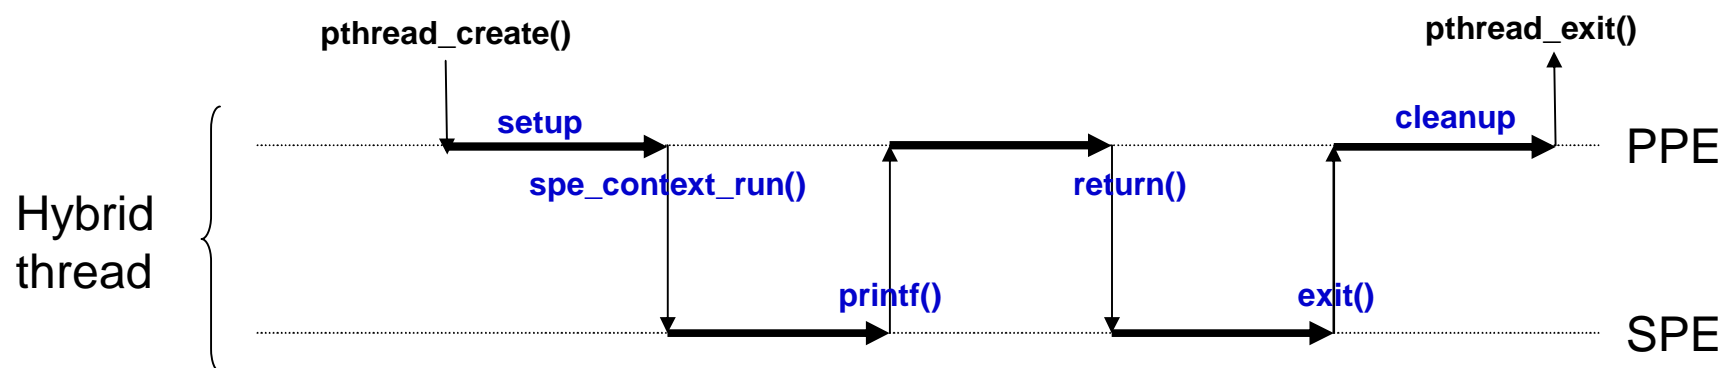 pthread_create()
pthread_exit()
setup
cleanup
PPE
spe_context_run()
return()
Hybrid
thread
printf()
exit()
SPE